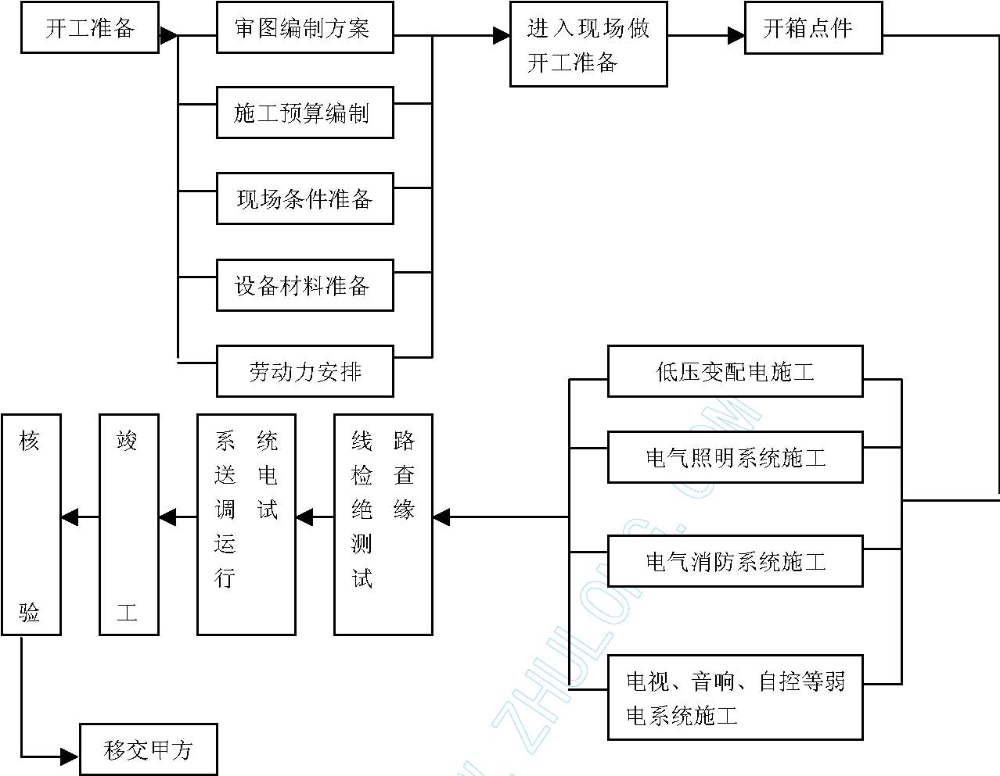 开工准备
审图编制方案
进入现场做
开工准备
开箱点件
施工预算编制
现场条件准备
设备材料准备
劳动力安排
低压变配电施工
电气照明系统施工
电气消防系统施工
电视、音响、自控等弱
电系统施工
线路
检查
绝缘
测
试
系统
送电
调试
运
行
竣
工
核
验
移交甲方
ZHULONG.COM